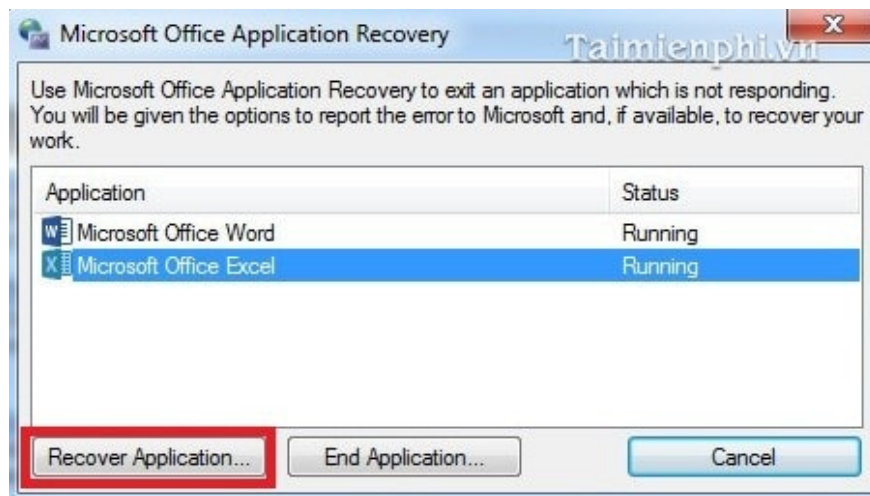 Microsoft Office Application Recovery
Taimienphi.vn
Use Microsoft Office Application Recovery to exit an application which is not responding.
You will be given the options to report the error to Microsoft and, if available, to recover your
work.
Application Status
Microsoft Office Word Running
Microsoft Office Excel Running
Recover Application... End Application... Cancel